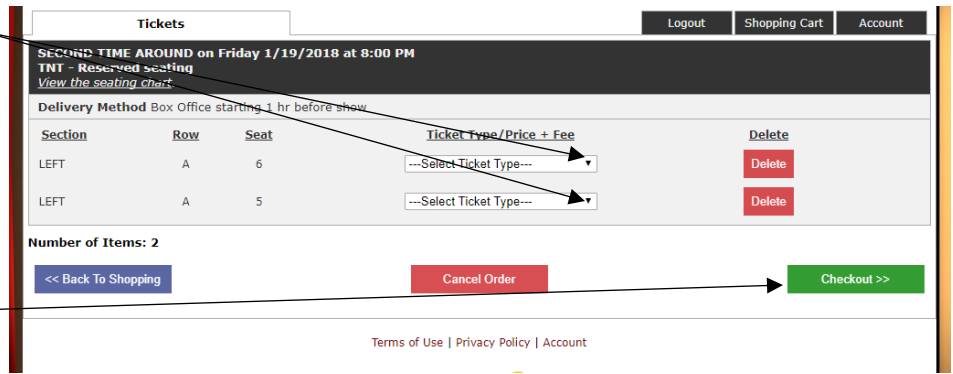 Tickets
Logout Shopping Cart Account
SECOND TIME AROUND on Friday 1/19/2018 at 8:00 PM
TNT - Reserved seating
View the seating chart.
Delivery Method Box Office starting 1 hr before show
Section Row Seat Ticket Type/Price + Fee Delete
LEFT A 6 ---Select Ticket Type--- Delete
LEFT A 5 ---Select Ticket Type--- Delete
Number of Items: 2
<< Back To Shopping Cancel Order Checkout >>
Terms of Use | Privacy Policy | Account